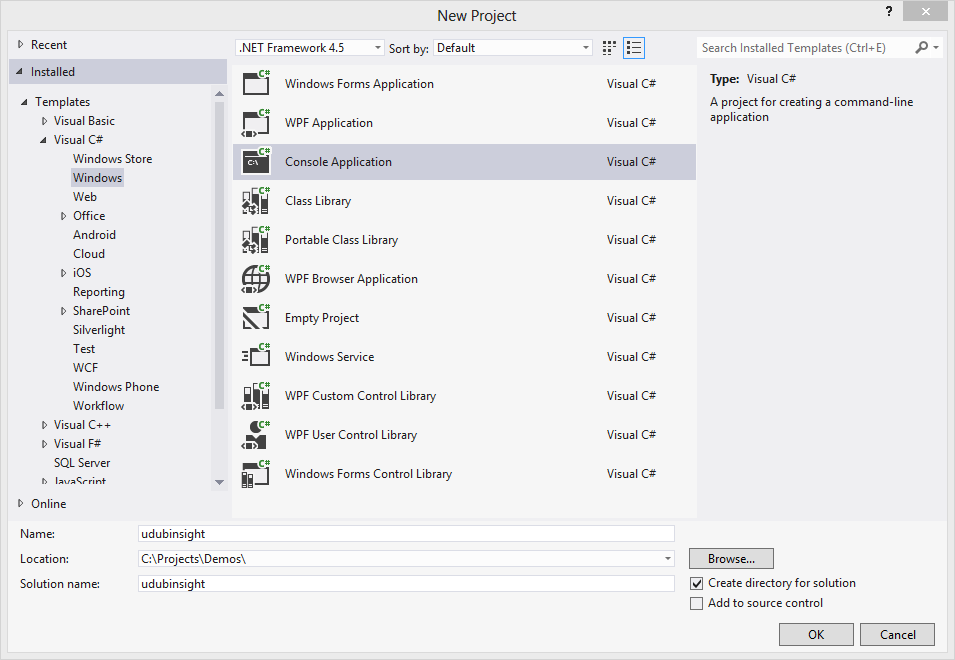 New Project
?
Recent
Installed
Templates
Visual Basic
Visual C#
Windows Store
Windows
Web
Office
Android
Cloud
iOS
Reporting
SharePoint
Silverlight
Test
WCF
Windows Phone
Workflow
Visual C++
Visual F#
SQL Server
JavaScript
Online
.NET Framework 4.5 Sort by: Default
C# Windows Forms Application Visual C#
C# WPF Application Visual C#
C# C:\ Console Application Visual C#
C# Class Library Visual C#
C# Portable Class Library Visual C#
C# WPF Browser Application Visual C#
C# Empty Project Visual C#
C# Windows Service Visual C#
C# WPF Custom Control Library Visual C#
C# WPF User Control Library Visual C#
C# Windows Forms Control Library Visual C#
Search Installed Templates (Ctrl+E)
Type: Visual C#
A project for creating a command-line
application
Name: udubinsight
Location: C:\Projects\Demos\ Browse...
Solution name: udubinsight
Create directory for solution
Add to source control
OK Cancel